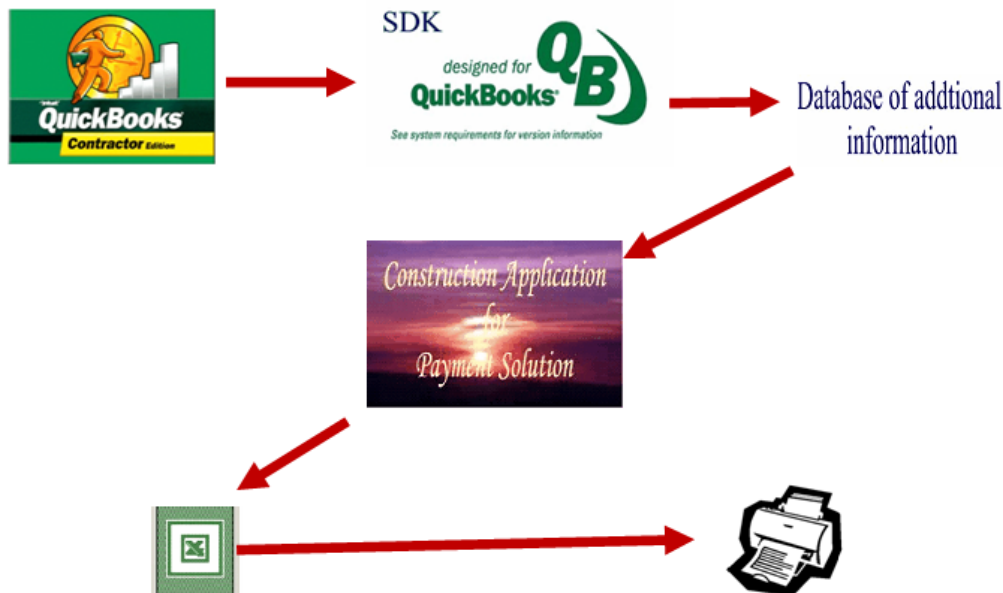 SDK
designed for
QuickBooks®
QB
See system requirements for version information
QuickBooks
Contractor Edition
Database of addtional
information
Construction Application
for
Payment Solution
X